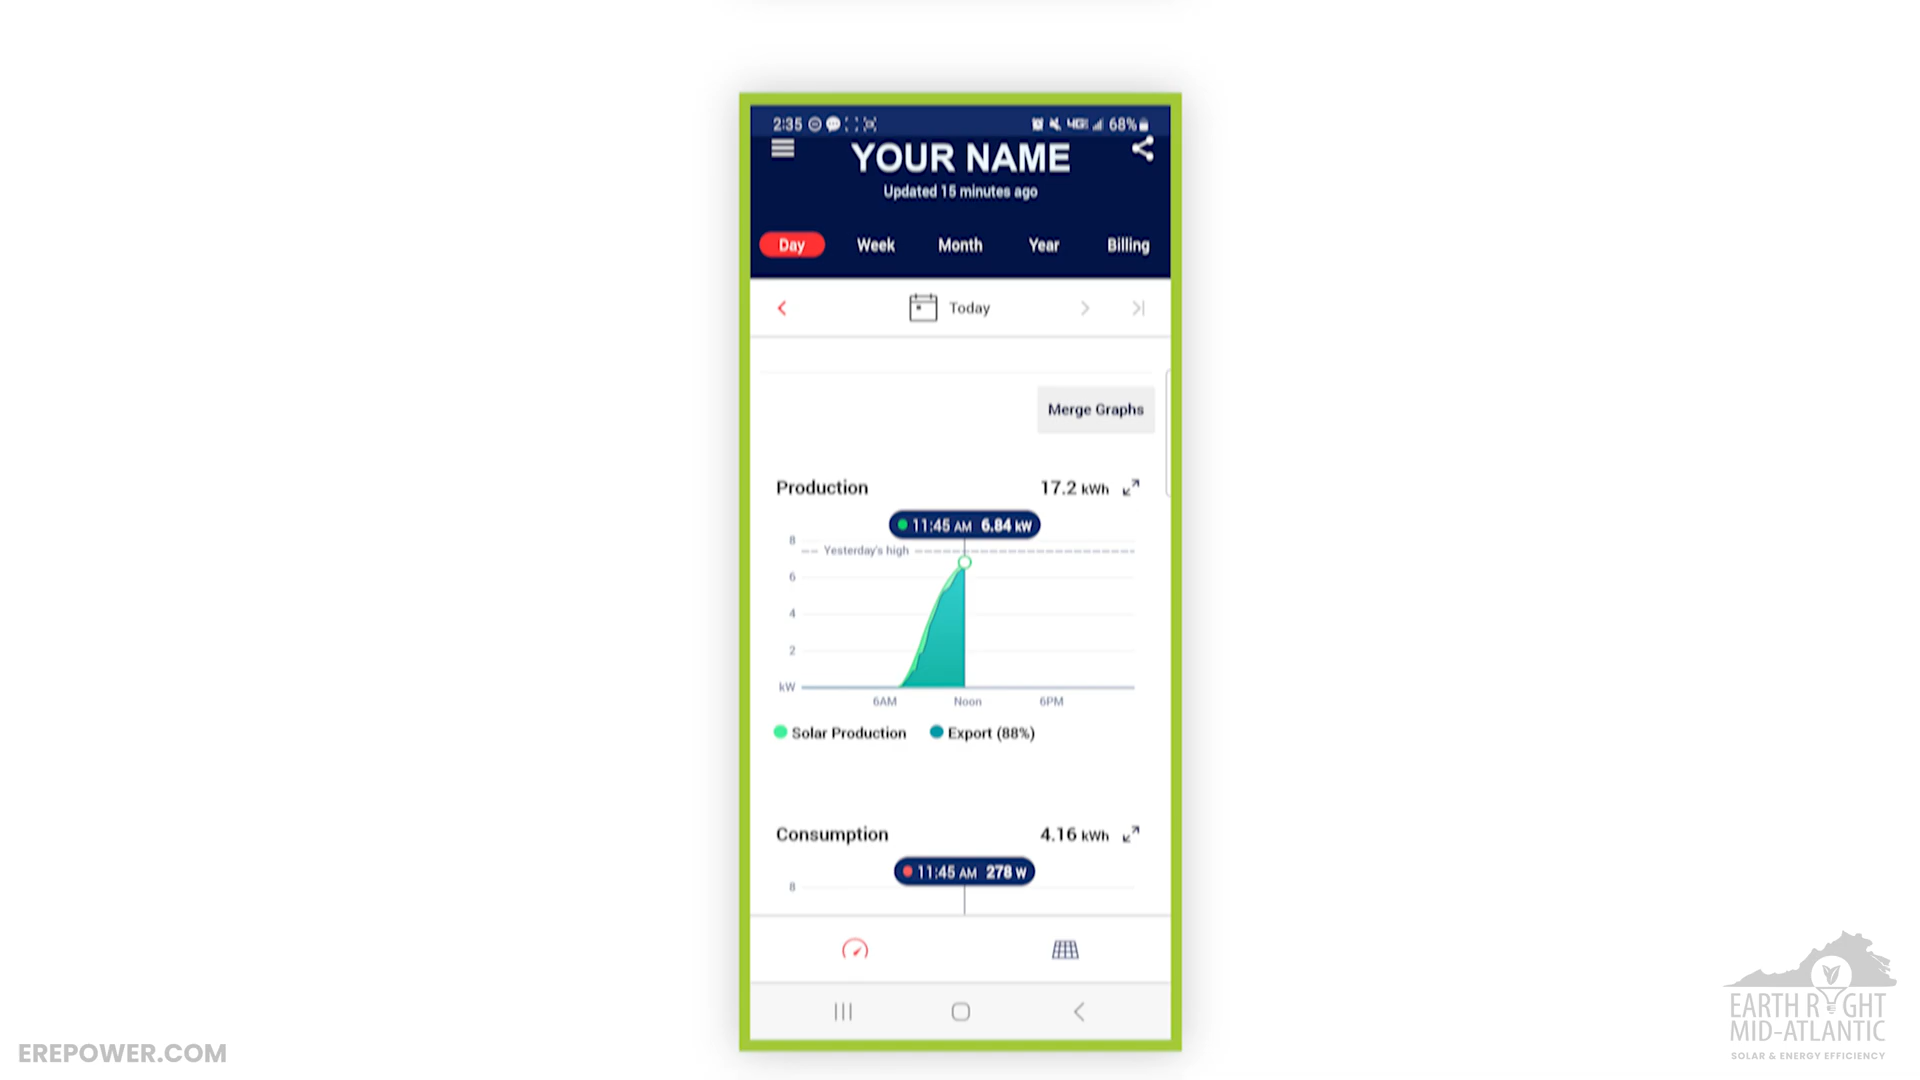 2:35 68%
YOUR NAME
Updated 15 minutes ago
Day Week Month Year Billing
Today
Merge Graphs
Production 17.2 kWh
11:45 AM 6.84 kW
8
Yesterday's high
6
4
2
kW
6AM Noon 6PM
Solar Production Export (88%)
Consumption 4.16 kWh
11:45 AM 278 W
8
EREPOWER.COM
EARTH RIGHT
MID-ATLANTIC
SOLAR & ENERGY EFFICIENCY